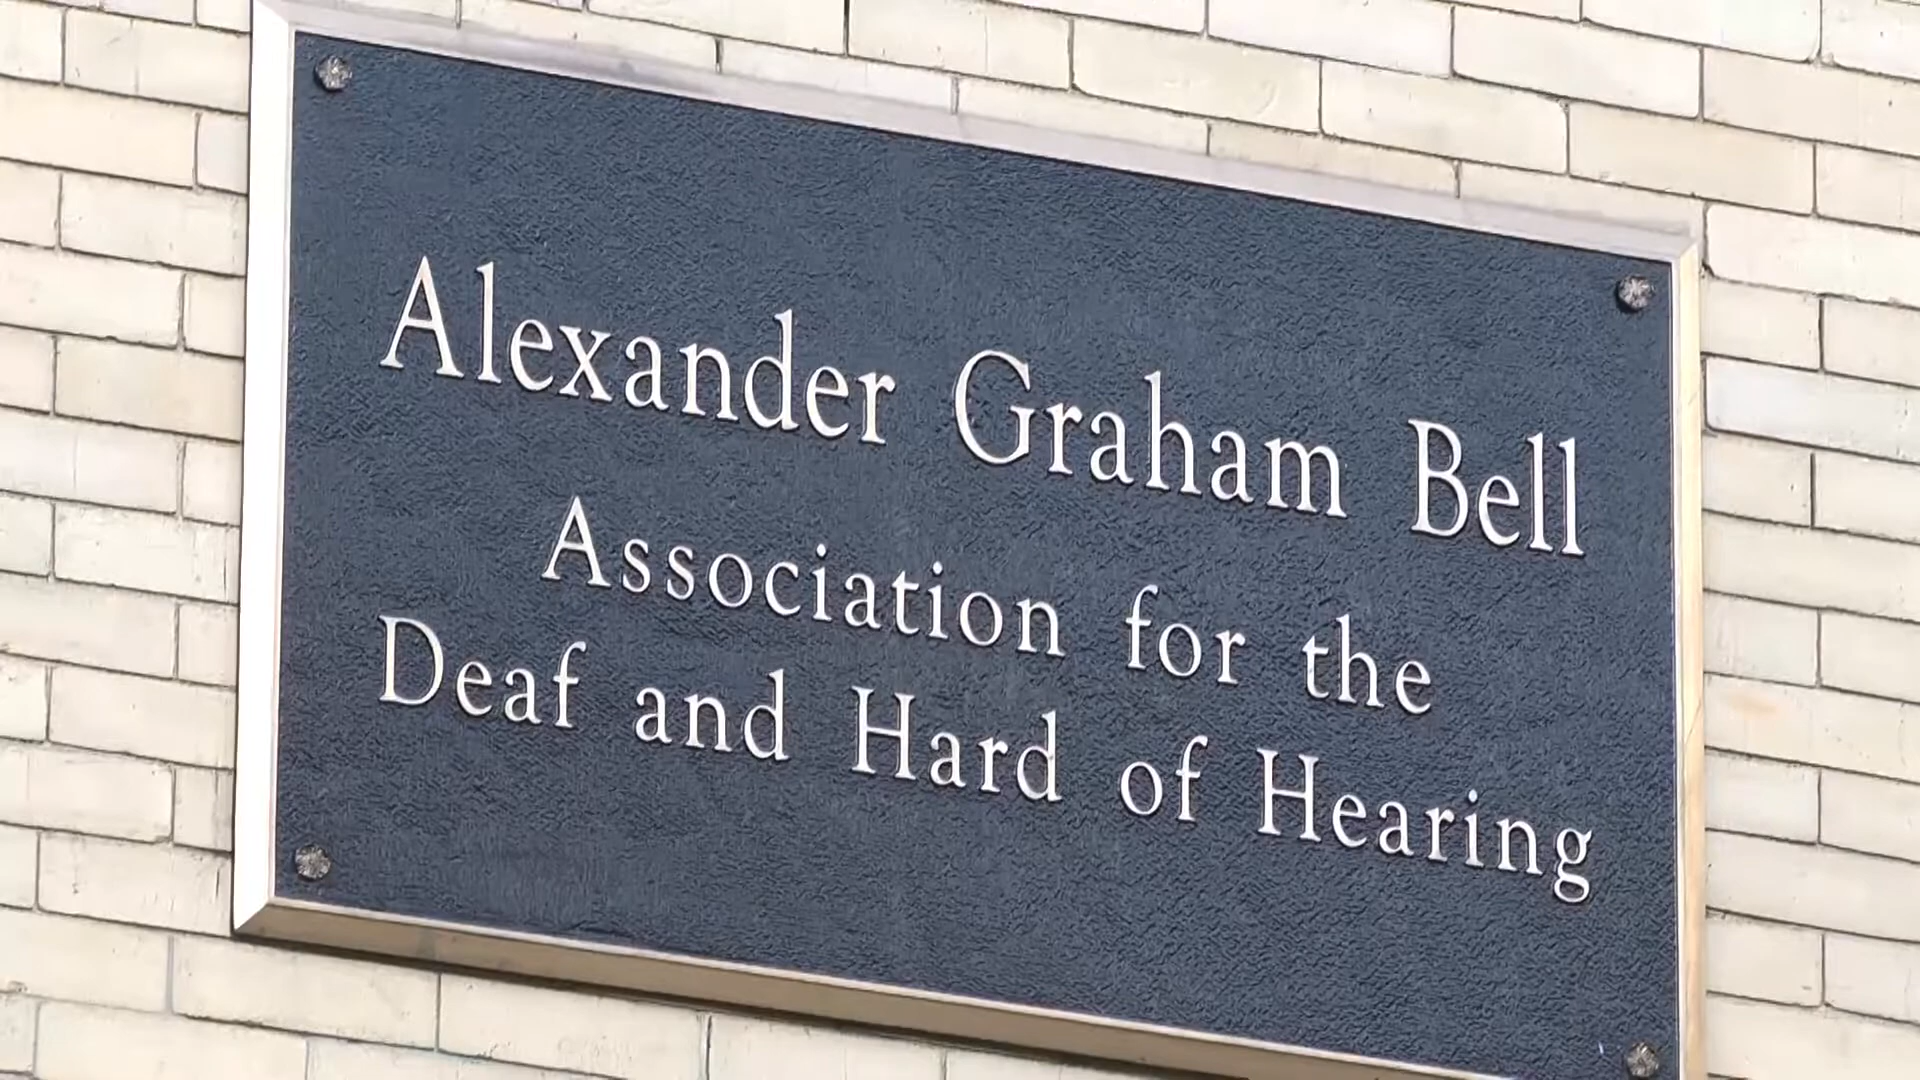 Alexander Graham Bell
Association for the
Deaf and Hard of Hearing